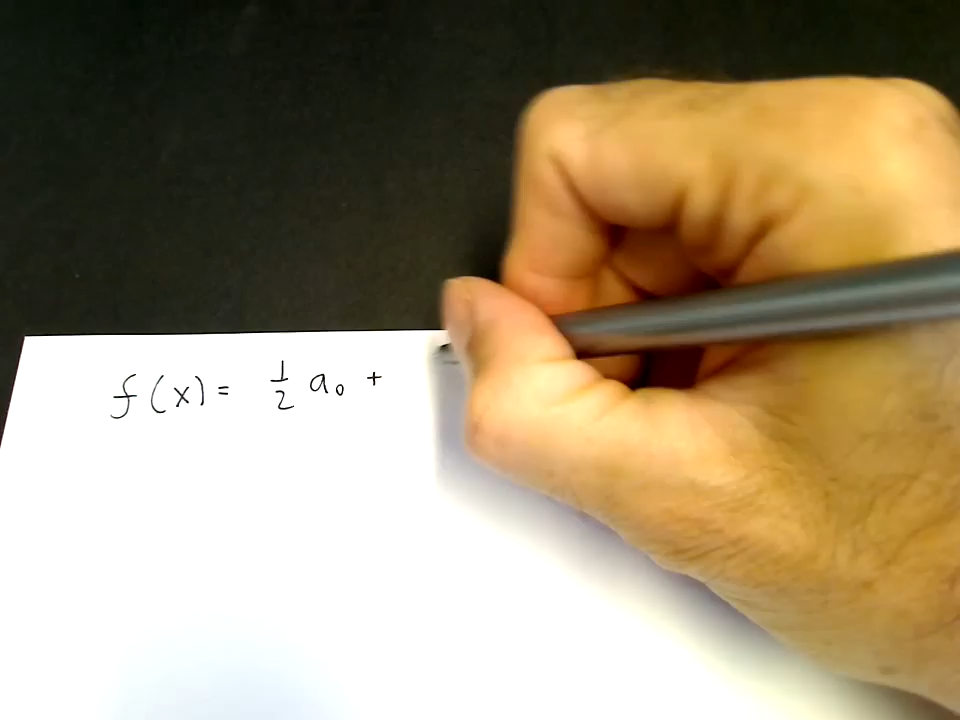 f(x) = 1/2 a₀ +